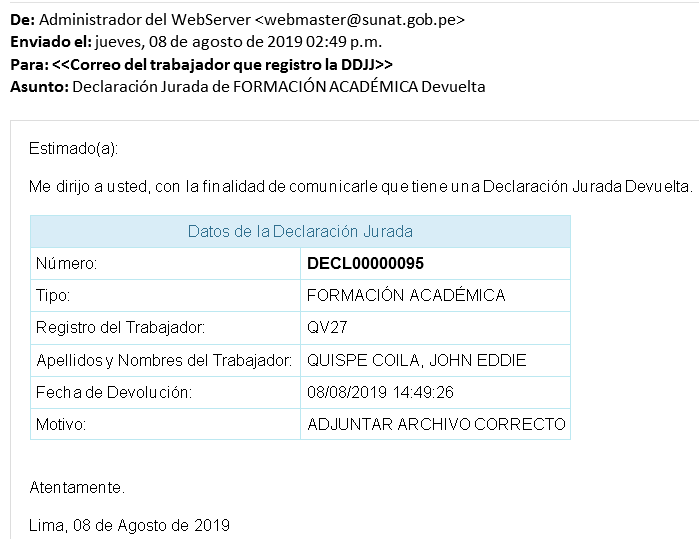 De: Administrador del WebServer <webmaster@sunat.gob.pe>
Enviado el: jueves, 08 de agosto de 2019 02:49 p.m.
Para: <<Correo del trabajador que registro la DDJJ>>
Asunto: Declaración Jurada de FORMACIÓN ACADÉMICA Devuelta
Estimado(a):
Me dirijo a usted, con la finalidad de comunicarle que tiene una Declaración Jurada Devuelta.
Datos de la Declaración Jurada
Número: DECL00000095
Tipo: FORMACIÓN ACADÉMICA
Registro del Trabajador: QV27
Apellidos y Nombres del Trabajador: QUISPE COILA, JOHN EDDIE
Fecha de Devolución: 08/08/2019 14:49:26
Motivo: ADJUNTAR ARCHIVO CORRECTO
Atentamente.
Lima, 08 de Agosto de 2019